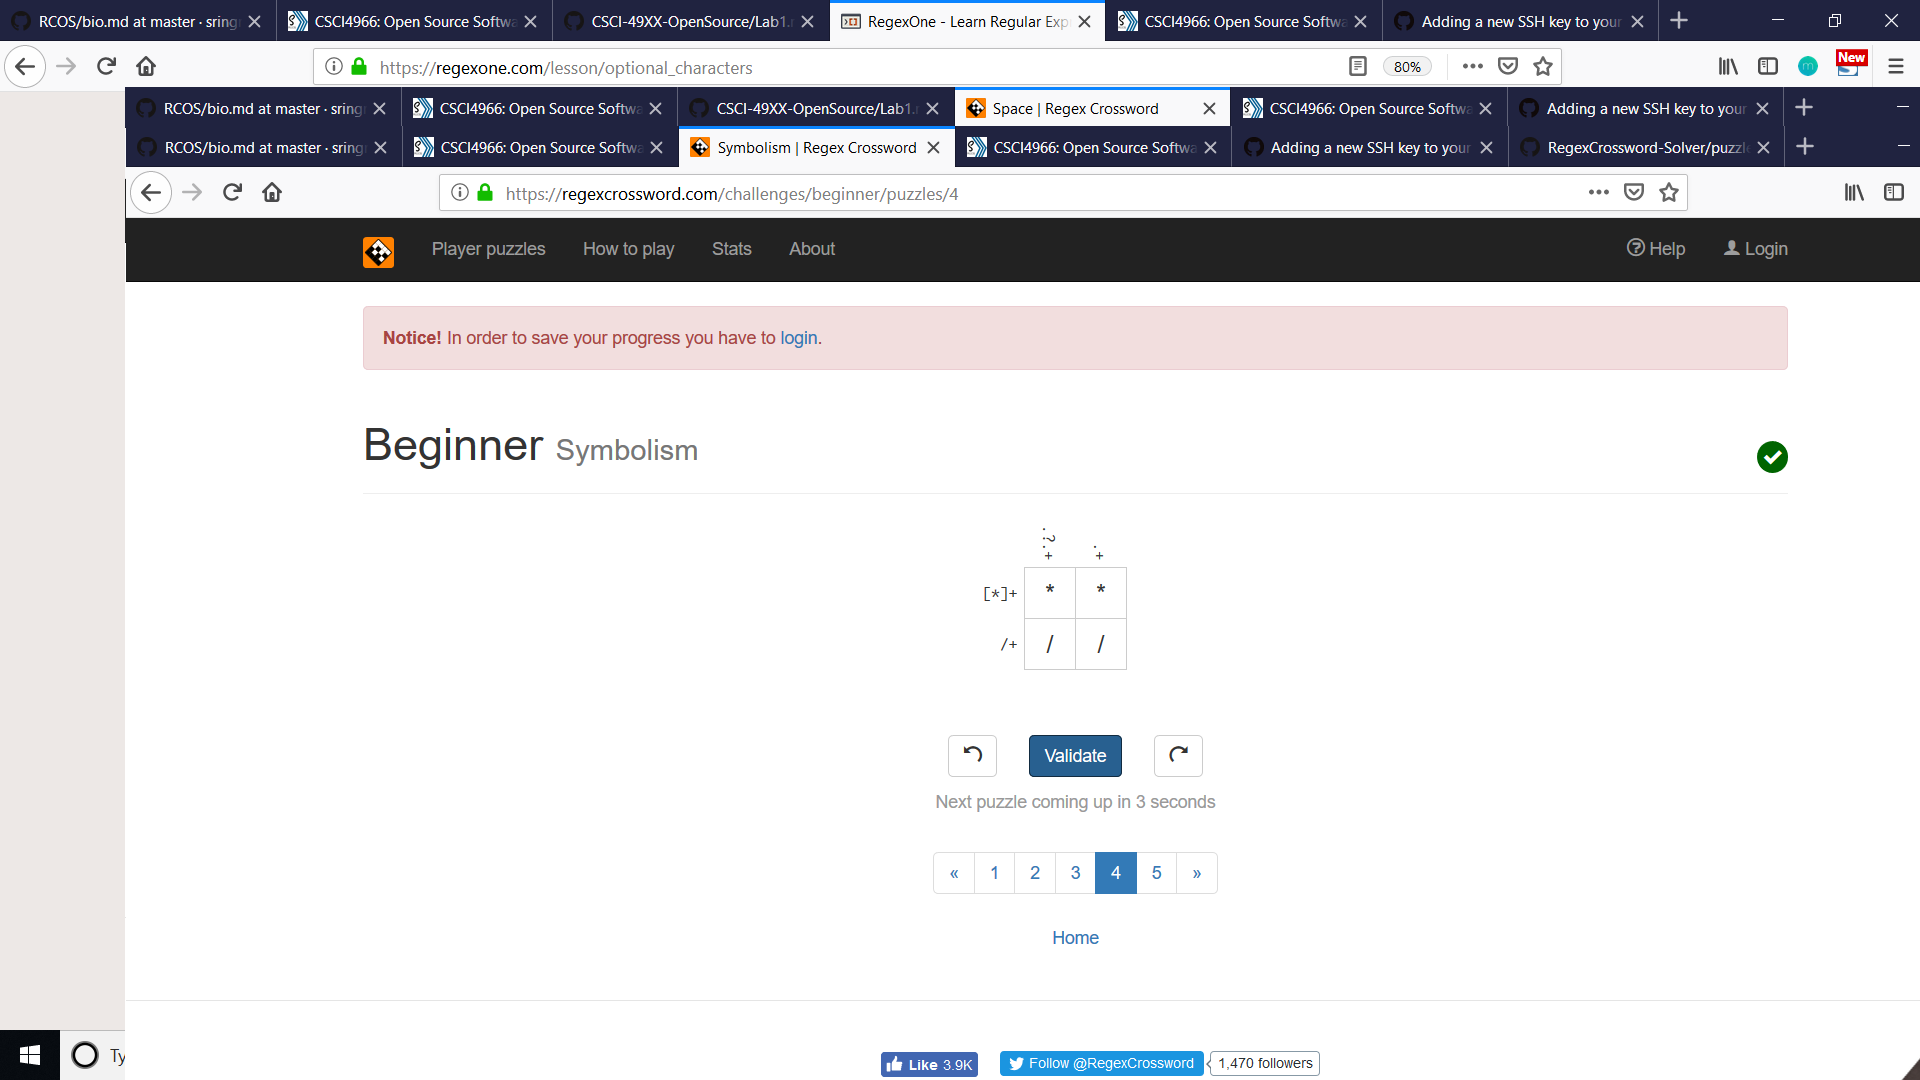 RCOS/bio.md at master · sring
CSCI4966: Open Source Softwa
CSCI-49XX-OpenSource/Lab1.
RegexOne - Learn Regular Exp
CSCI4966: Open Source Softwa
Adding a new SSH key to your
https://regexone.com/lesson/optional_characters
80%
New
RCOS/bio.md at master · sring
CSCI4966: Open Source Softwa
CSCI-49XX-OpenSource/Lab1.
Space | Regex Crossword
CSCI4966: Open Source Softwa
Adding a new SSH key to your
RCOS/bio.md at master · sring
CSCI4966: Open Source Softwa
Symbolism | Regex Crossword
CSCI4966: Open Source Softwa
Adding a new SSH key to your
RegexCrossword-Solver/puzzle
https://regexcrossword.com/challenges/beginner/puzzles/4
Player puzzles
How to play
Stats
About
Help
Login
Notice! In order to save your progress you have to login.
Beginner Symbolism
.?.+
.+
[*]+ * *
/+ / /
Validate
Next puzzle coming up in 3 seconds
« 1 2 3 4 5 »
Home
Ty
Like 3.9K
Follow @RegexCrossword
1,470 followers